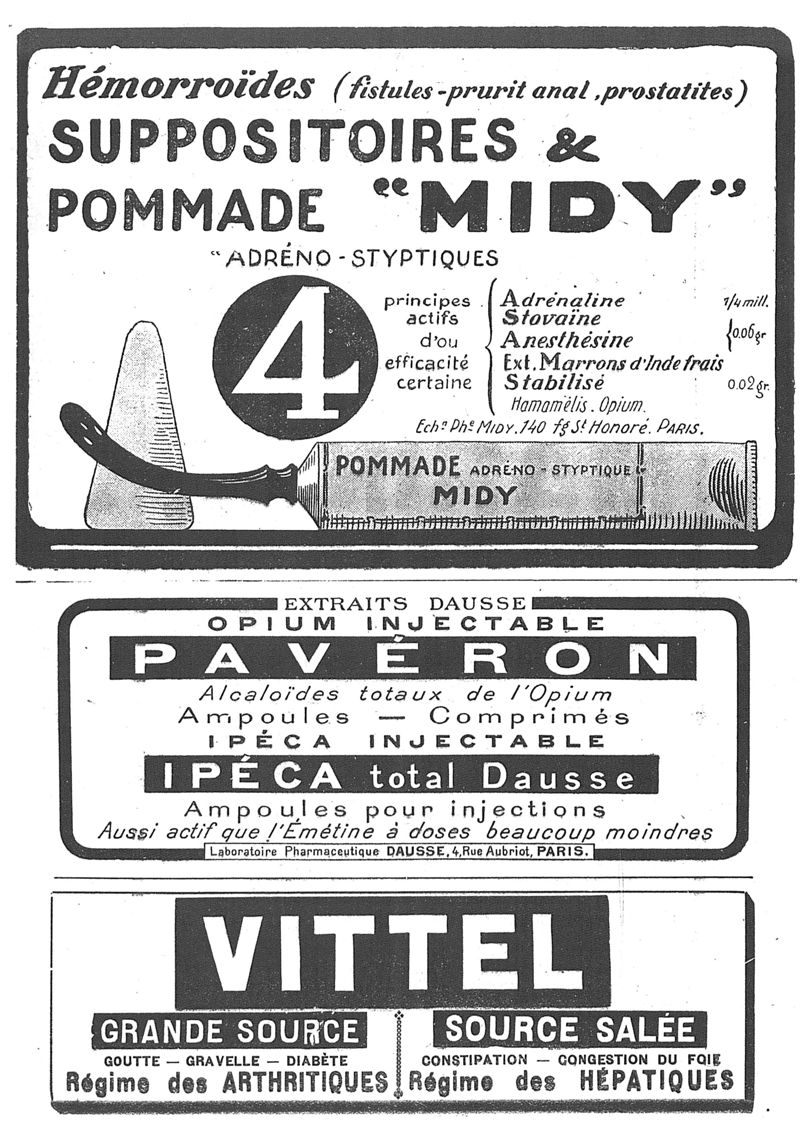 Hémorroïdes (fistules-prurit anal, prostatites)
SUPPOSITOIRES &
POMMADE "MIDY"
"ADRÉNO-STYPTIQUES
4
principes
actifs
d'ou
efficacité
certaine
Adrénaline 1/4 mill.
Stovaïne
Anesthésine 0.06 gr
Ext. Marrons d'Inde frais
Stabilisé 0.02 gr.
Hamamélis. Opium.
Echⁿ Phⁱᵉ MIDY. 140 fg St Honoré. PARIS.
POMMADE ADRÉNO-STYPTIQUE
MIDY
EXTRAITS DAUSSE
OPIUM INJECTABLE
PAVÉRON
Alcaloïdes totaux de l'Opium
Ampoules — Comprimés
IPÉCA INJECTABLE
IPÉCA total Dausse
Ampoules pour injections
Aussi actif que l'Émétine à doses beaucoup moindres
Laboratoire Pharmaceutique DAUSSE, 4, Rue Aubriot, PARIS.
VITTEL
GRANDE SOURCE
GOUTTE — GRAVELLE — DIABÈTE
Régime des ARTHRITIQUES
SOURCE SALÉE
CONSTIPATION — CONGESTION DU FOIE
Régime des HÉPATIQUES